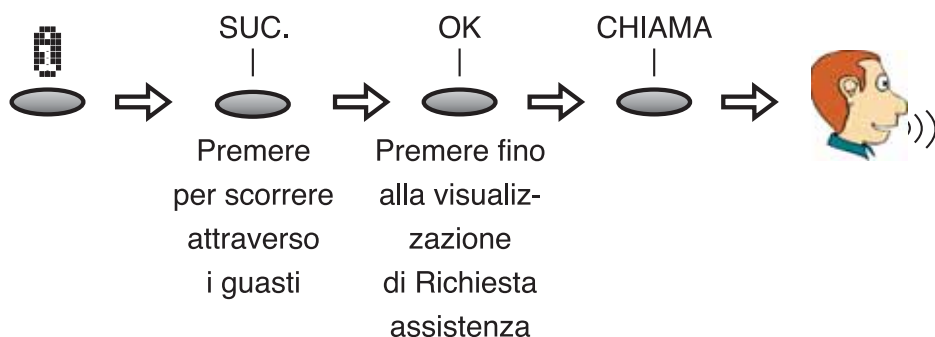 SUC.
OK
CHIAMA
Premere
per scorrere
attraverso
i guasti
Premere fino
alla visualiz-
zazione
di Richiesta
assistenza